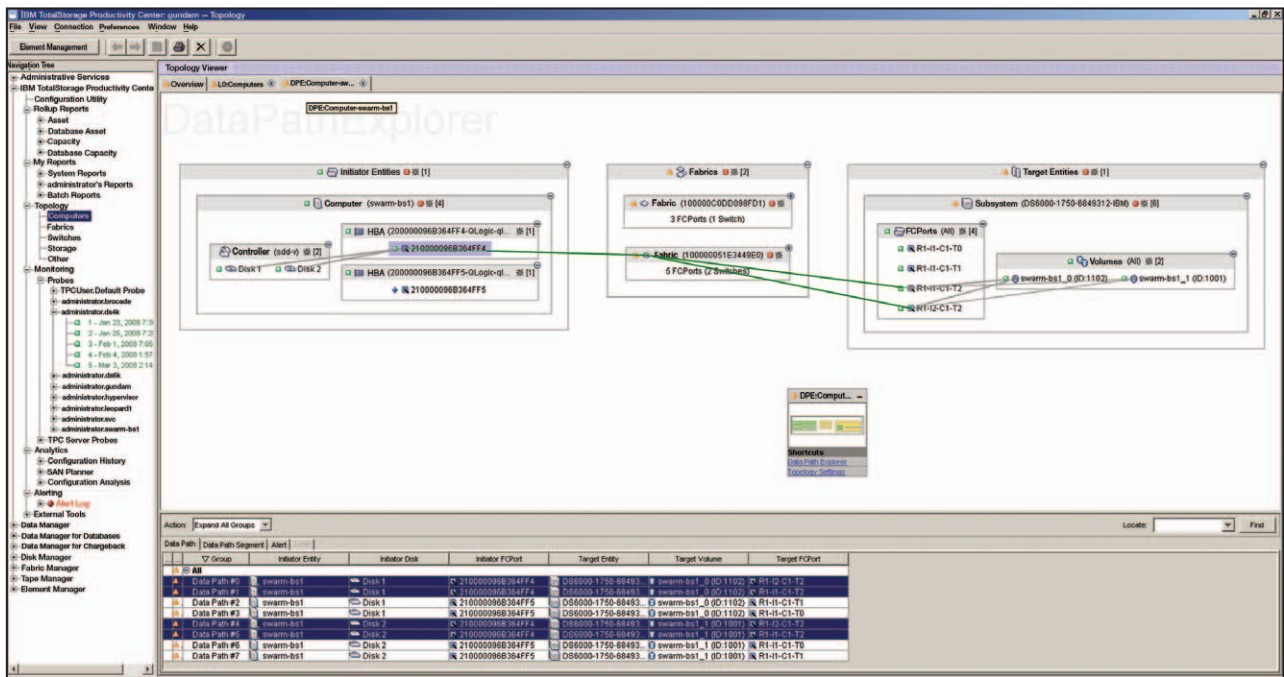 IBM TotalStorage Productivity Center: gundam -- Topology
File View Connection Preferences Window Help
Element Management
Navigation Tree
Administrative Services
IBM TotalStorage Productivity Cente
Configuration Utility
Rollup Reports
Asset
Database Asset
Capacity
Database Capacity
My Reports
System Reports
administrator's Reports
Batch Reports
Topology
Computers
Fabrics
Switches
Storage
Other
Monitoring
Probes
TPCUser.Default Probe
administrator.brocade
administrator.ds4k
1 - Jan 23, 2008 7:3
2 - Jan 25, 2008 7:2
3 - Feb 1, 2008 7:06
4 - Feb 4, 2008 1:57
5 - Mar 3, 2008 2:14
administrator.ds6k
administrator.gundam
administrator.hypervisor
administrator.leopard1
administrator.svc
administrator.swarm-bs1
TPC Server Probes
Analytics
Configuration History
SAN Planner
Configuration Analysis
Alerting
Alert Log
External Tools
Data Manager
Data Manager for Databases
Data Manager for Chargeback
Disk Manager
Fabric Manager
Tape Manager
Element Manager
Topology Viewer
Overview L0:Computers DPE:Computer-sw...
DPE:Computer-swarm-bs1
DataPathExplorer
Initiator Entities [1]
Computer (swarm-bs1) [4]
Controller (sdd-v) [2]
Disk 1 Disk 2
HBA (200000096B364FF4-QLogic-ql... [1]
210000096B364FF4
HBA (200000096B364FF5-QLogic-ql... [1]
210000096B364FF5
Fabrics [2]
Fabric (100000C0DD098FD1)
3 FCPorts (1 Switch)
Fabric (100000051E3449E0)
5 FCPorts (2 Switches)
Target Entities [1]
Subsystem (DS6000-1750-6849312-IBM) [6]
FCPorts (All) [4]
R1-I1-C1-T0
R1-I1-C1-T1
R1-I1-C1-T2
R1-I2-C1-T2
Volumes (All) [2]
swarm-bs1_0 (ID:1102) swarm-bs1_1 (ID:1001)
DPE:Comput...
Shortcuts
Data Path Explorer
Topology Settings
Action: Expand All Groups Locate: Find
Data Path Data Path Segment Alert
Group Initiator Entity Initiator Disk Initiator FCPort Target Entity Target Volume Target FCPort
All
Data Path #0 swarm-bs1 Disk 1 210000096B364FF4 DS6000-1750-68493... swarm-bs1_0 (ID:1102) R1-I2-C1-T2
Data Path #1 swarm-bs1 Disk 1 210000096B364FF4 DS6000-1750-68493... swarm-bs1_0 (ID:1102) R1-I1-C1-T2
Data Path #2 swarm-bs1 Disk 1 210000096B364FF5 DS6000-1750-68493... swarm-bs1_0 (ID:1102) R1-I1-C1-T1
Data Path #3 swarm-bs1 Disk 1 210000096B364FF5 DS6000-1750-68493... swarm-bs1_0 (ID:1102) R1-I1-C1-T0
Data Path #4 swarm-bs1 Disk 2 210000096B364FF4 DS6000-1750-68493... swarm-bs1_1 (ID:1001) R1-I2-C1-T2
Data Path #5 swarm-bs1 Disk 2 210000096B364FF4 DS6000-1750-68493... swarm-bs1_1 (ID:1001) R1-I1-C1-T2
Data Path #6 swarm-bs1 Disk 2 210000096B364FF5 DS6000-1750-68493... swarm-bs1_1 (ID:1001) R1-I1-C1-T0
Data Path #7 swarm-bs1 Disk 2 210000096B364FF5 DS6000-1750-68493... swarm-bs1_1 (ID:1001) R1-I1-C1-T1